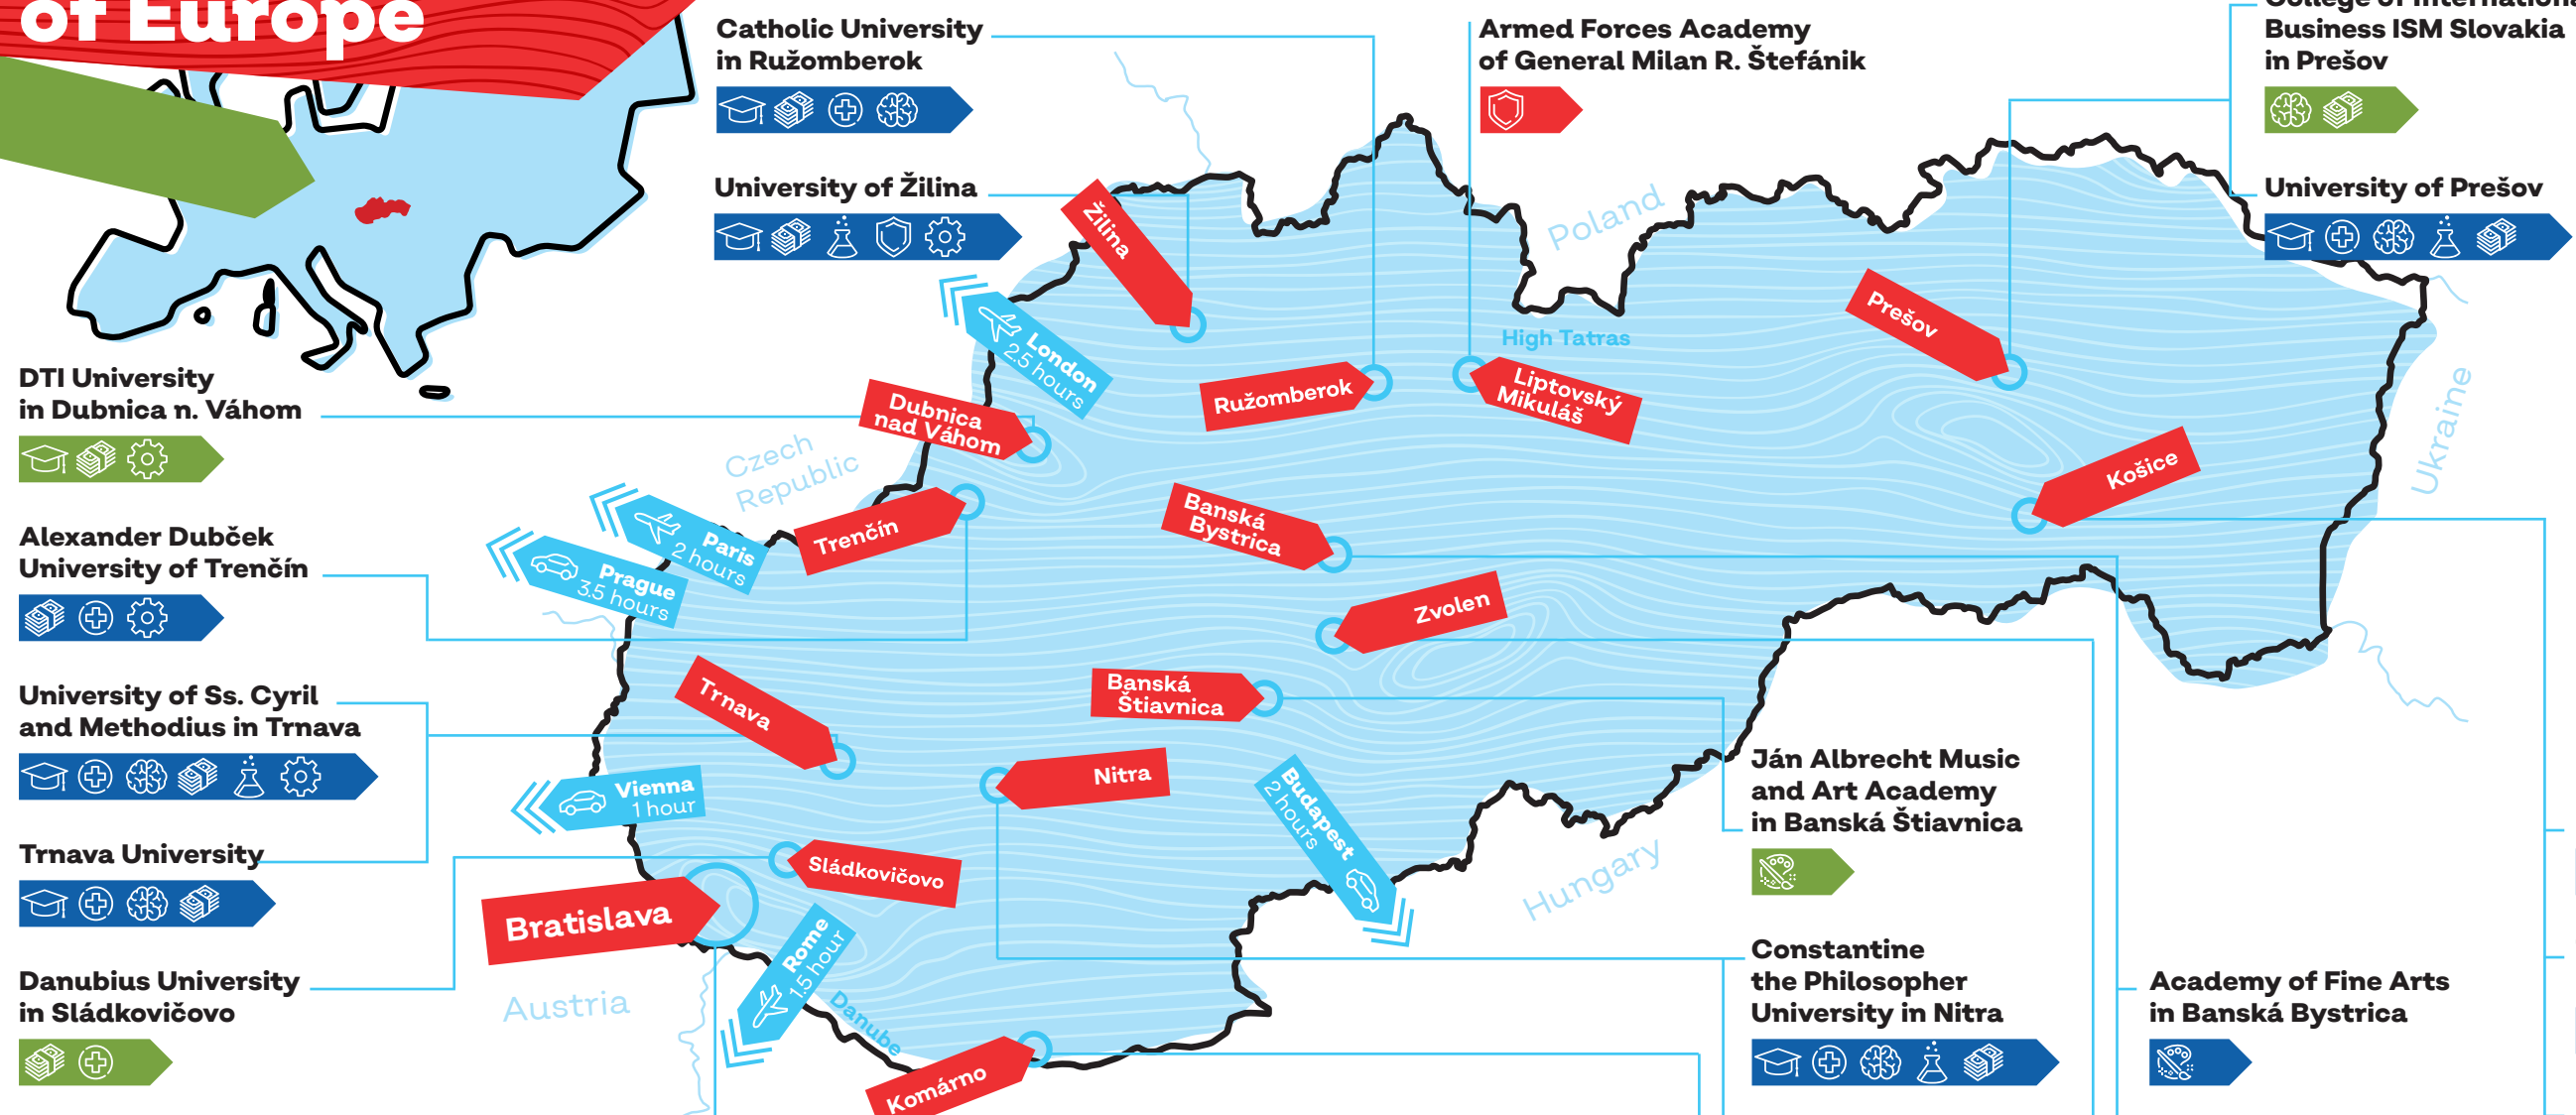 of Europe
Catholic University
in Ružomberok
Armed Forces Academy
of General Milan R. Štefánik
College of International
Business ISM Slovakia
in Prešov
University of Žilina
University of Prešov
Žilina
Poland
Prešov
London
2.5 hours
High Tatras
Ružomberok
Liptovský
Mikuláš
Ukraine
DTI University
in Dubnica n. Váhom
Dubnica
nad Váhom
Czech
Republic
Košice
Alexander Dubček
University of Trenčín
Paris
2 hours
Prague
3.5 hours
Trenčín
Banská
Bystrica
Zvolen
University of Ss. Cyril
and Methodius in Trnava
Trnava
Banská
Štiavnica
Vienna
1 hour
Nitra
Budapest
2 hours
Ján Albrecht Music
and Art Academy
in Banská Štiavnica
Trnava University
Sládkovičovo
Bratislava
Hungary
Rome
1.5 hour
Danubius University
in Sládkovičovo
Austria
Danube
Komárno
Constantine
the Philosopher
University in Nitra
Academy of Fine Arts
in Banská Bystrica